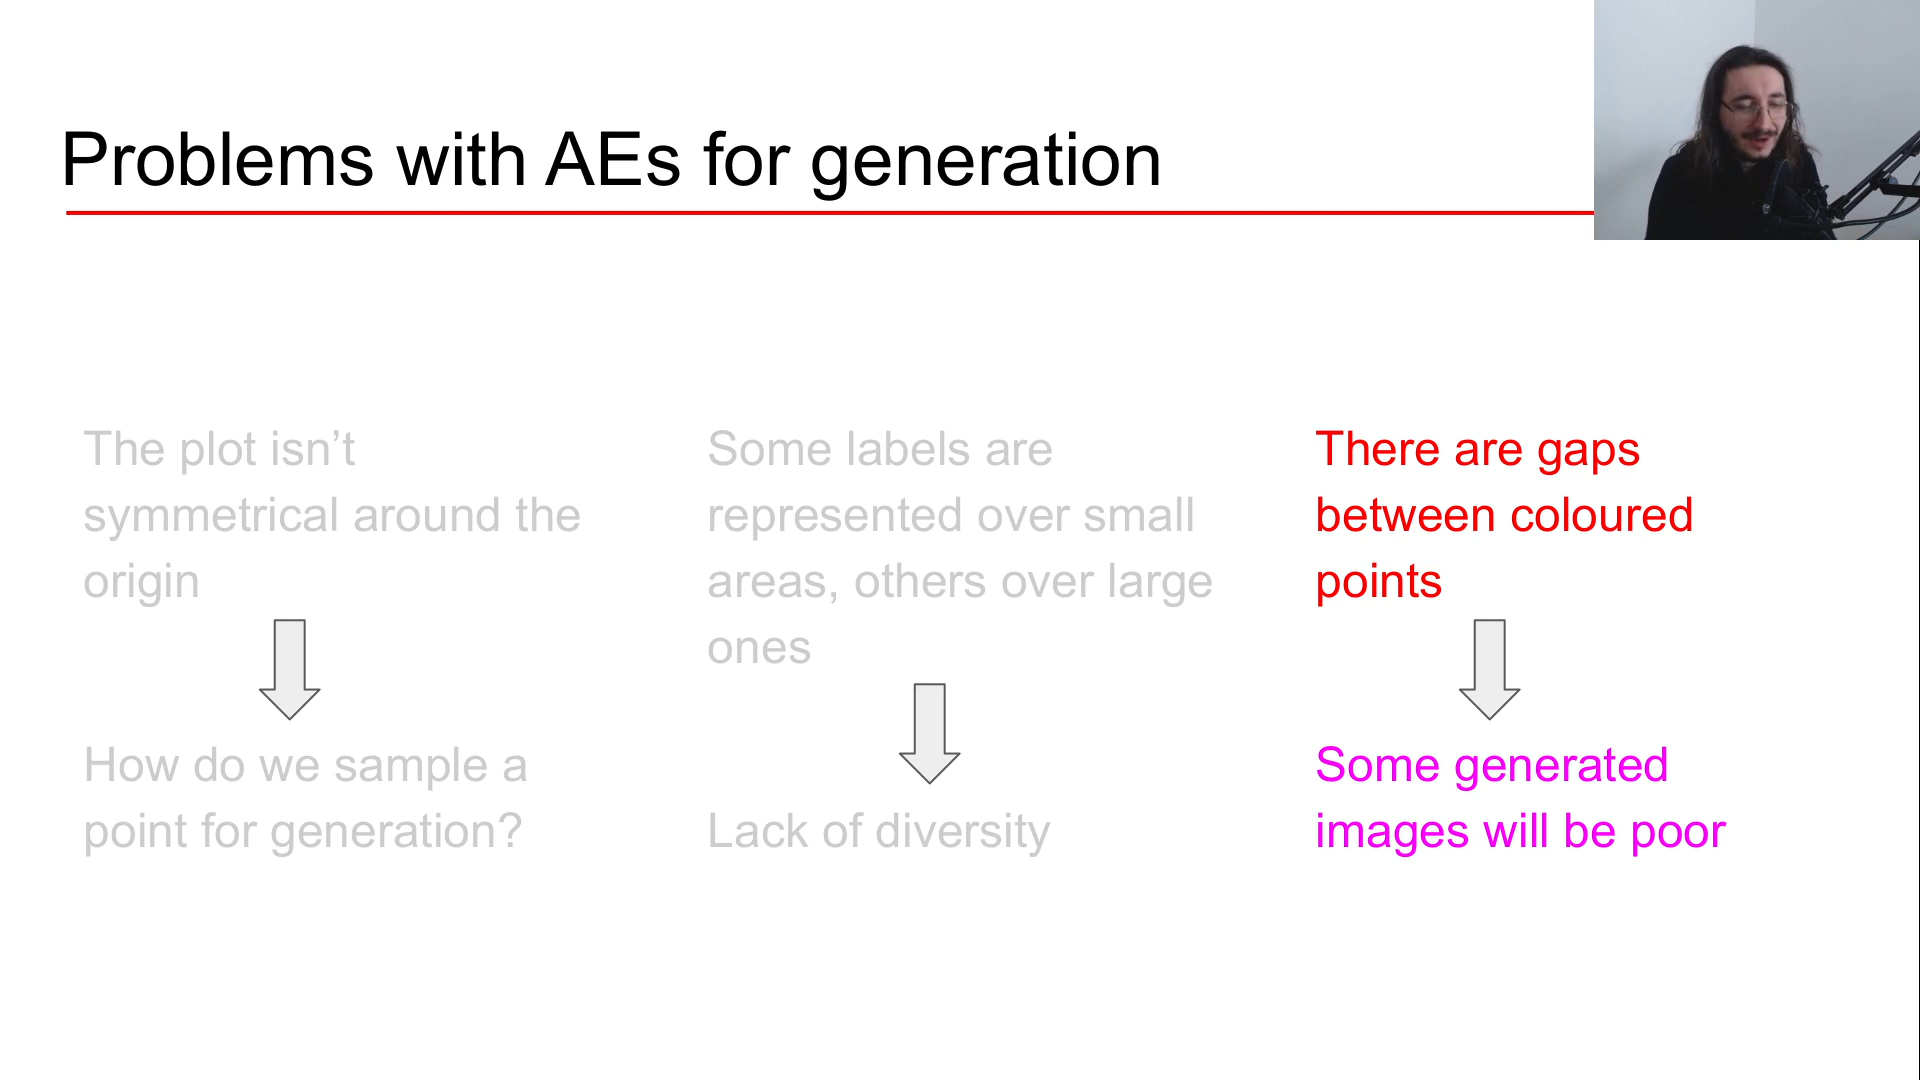 Problems with AEs for generation
The plot isn’t
symmetrical around the
origin
How do we sample a
point for generation?
Some labels are
represented over small
areas, others over large
ones
Lack of diversity
There are gaps
between coloured
points
Some generated
images will be poor